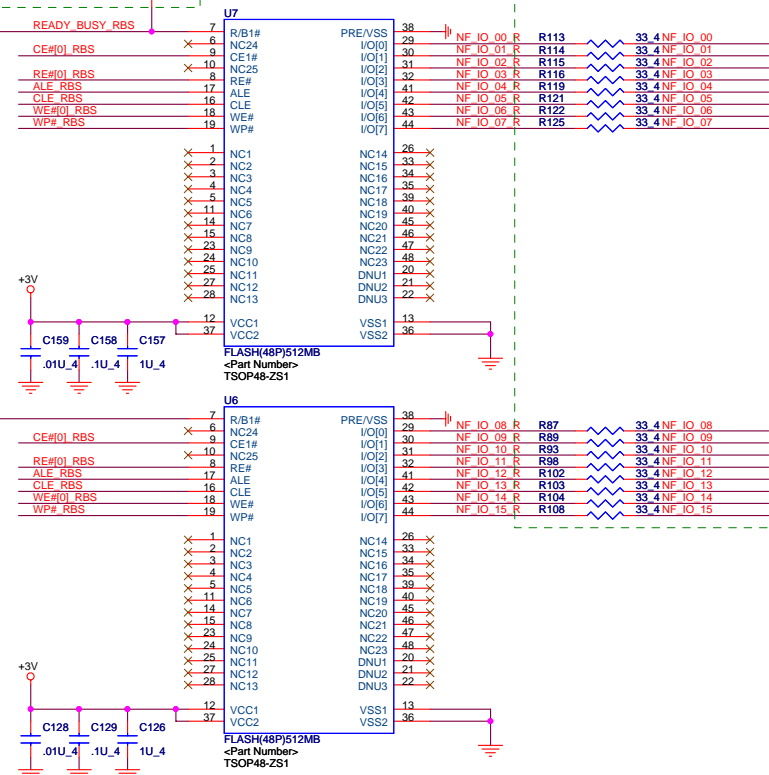 U7
READY_BUSY_RBS 7 R/B1# PRE/VSS 38
6 NC24 I/O[0] 29 NF_IO_00_R R113 33_4 NF_IO_00
CE#[0]_RBS 9 CE1# I/O[1] 30 NF_IO_01_R R114 33_4 NF_IO_01
10 NC25 I/O[2] 31 NF_IO_02_R R115 33_4 NF_IO_02
RE#[0]_RBS 8 RE# I/O[3] 32 NF_IO_03_R R116 33_4 NF_IO_03
ALE_RBS 17 ALE I/O[4] 41 NF_IO_04_R R119 33_4 NF_IO_04
CLE_RBS 16 CLE I/O[5] 42 NF_IO_05_R R121 33_4 NF_IO_05
WE#[0]_RBS 18 WE# I/O[6] 43 NF_IO_06_R R122 33_4 NF_IO_06
WP#_RBS 19 WP# I/O[7] 44 NF_IO_07_R R125 33_4 NF_IO_07
1 NC1 NC14 26
2 NC2 NC15 33
3 NC3 NC16 34
4 NC4 NC17 35
5 NC5 NC18 39
11 NC6 NC19 40
14 NC7 NC20 45
15 NC8 NC21 46
23 NC9 NC22 47
24 NC10 NC23 48
25 NC11 DNU1 20
27 NC12 DNU2 21
28 NC13 DNU3 22
+3V
12 VCC1 VSS1 13
37 VCC2 VSS2 36
C159 C158 C157
.01U_4 .1U_4 1U_4
FLASH(48P)512MB
<Part Number>
TSOP48-ZS1
U6
7 R/B1# PRE/VSS 38
6 NC24 I/O[0] 29 NF_IO_08_R R87 33_4 NF_IO_08
CE#[0]_RBS 9 CE1# I/O[1] 30 NF_IO_09_R R89 33_4 NF_IO_09
10 NC25 I/O[2] 31 NF_IO_10_R R93 33_4 NF_IO_10
RE#[0]_RBS 8 RE# I/O[3] 32 NF_IO_11_R R98 33_4 NF_IO_11
ALE_RBS 17 ALE I/O[4] 41 NF_IO_12_R R102 33_4 NF_IO_12
CLE_RBS 16 CLE I/O[5] 42 NF_IO_13_R R103 33_4 NF_IO_13
WE#[0]_RBS 18 WE# I/O[6] 43 NF_IO_14_R R104 33_4 NF_IO_14
WP#_RBS 19 WP# I/O[7] 44 NF_IO_15_R R108 33_4 NF_IO_15
1 NC1 NC14 26
2 NC2 NC15 33
3 NC3 NC16 34
4 NC4 NC17 35
5 NC5 NC18 39
11 NC6 NC19 40
14 NC7 NC20 45
15 NC8 NC21 46
23 NC9 NC22 47
24 NC10 NC23 48
25 NC11 DNU1 20
27 NC12 DNU2 21
28 NC13 DNU3 22
+3V
12 VCC1 VSS1 13
37 VCC2 VSS2 36
C128 C129 C126
.01U_4 .1U_4 1U_4
FLASH(48P)512MB
<Part Number>
TSOP48-ZS1